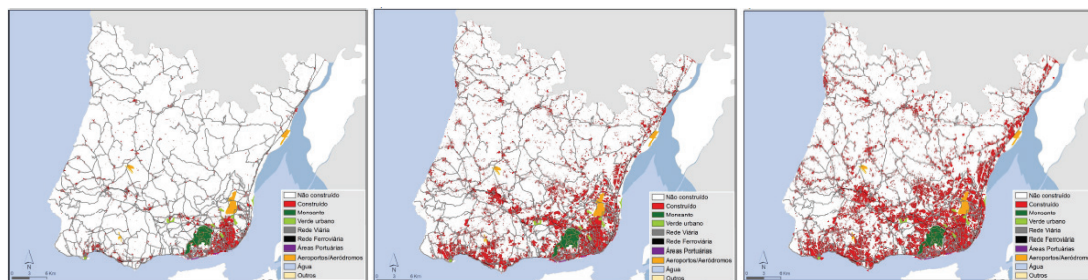 Não construído
Construído
Monsanto
Verde urbano
Rede Viária
Rede Ferroviária
Áreas Portuárias
Aeroportos/Aeródromos
Água
Outros
N
Não construído
Construído
Monsanto
Verde urbano
Rede Viária
Rede Ferroviária
Áreas Portuárias
Aeroportos/Aeródromos
Água
Outros
N
Não construído
Construído
Monsanto
Verde urbano
Rede Viária
Rede Ferroviária
Áreas Portuárias
Aeroportos/Aeródromos
Água
Outros
N